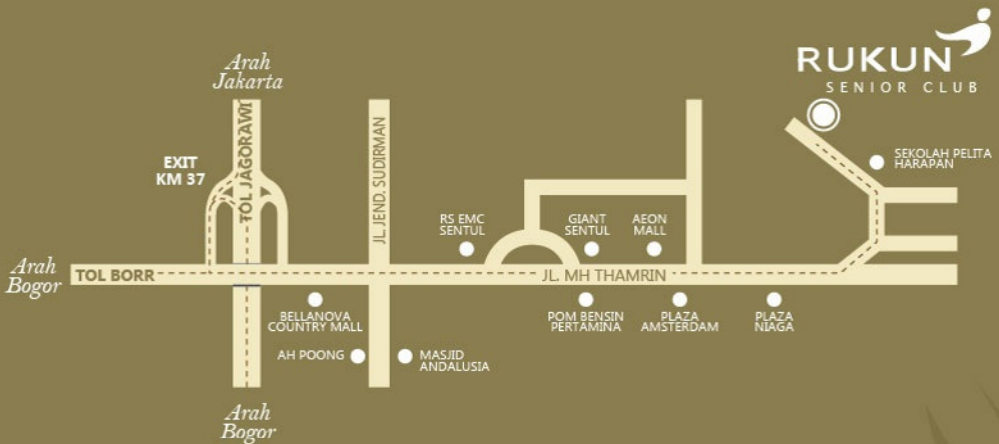 RUKUN
SENIOR CLUB
Arah
Jakarta
TOL JAGORAWI
EXIT
KM 37
JL. JEND. SUDIRMAN
SEKOLAH PELITA
HARAPAN
RS EMC
SENTUL
GIANT
SENTUL
AEON
MALL
Arah
Bogor
TOL BORR
JL. MH THAMRIN
BELLANOVA
COUNTRY MALL
POM BENSIN
PERTAMINA
PLAZA
AMSTERDAM
PLAZA
NIAGA
AH POONG
MASJID
ANDALUSIA
Arah
Bogor